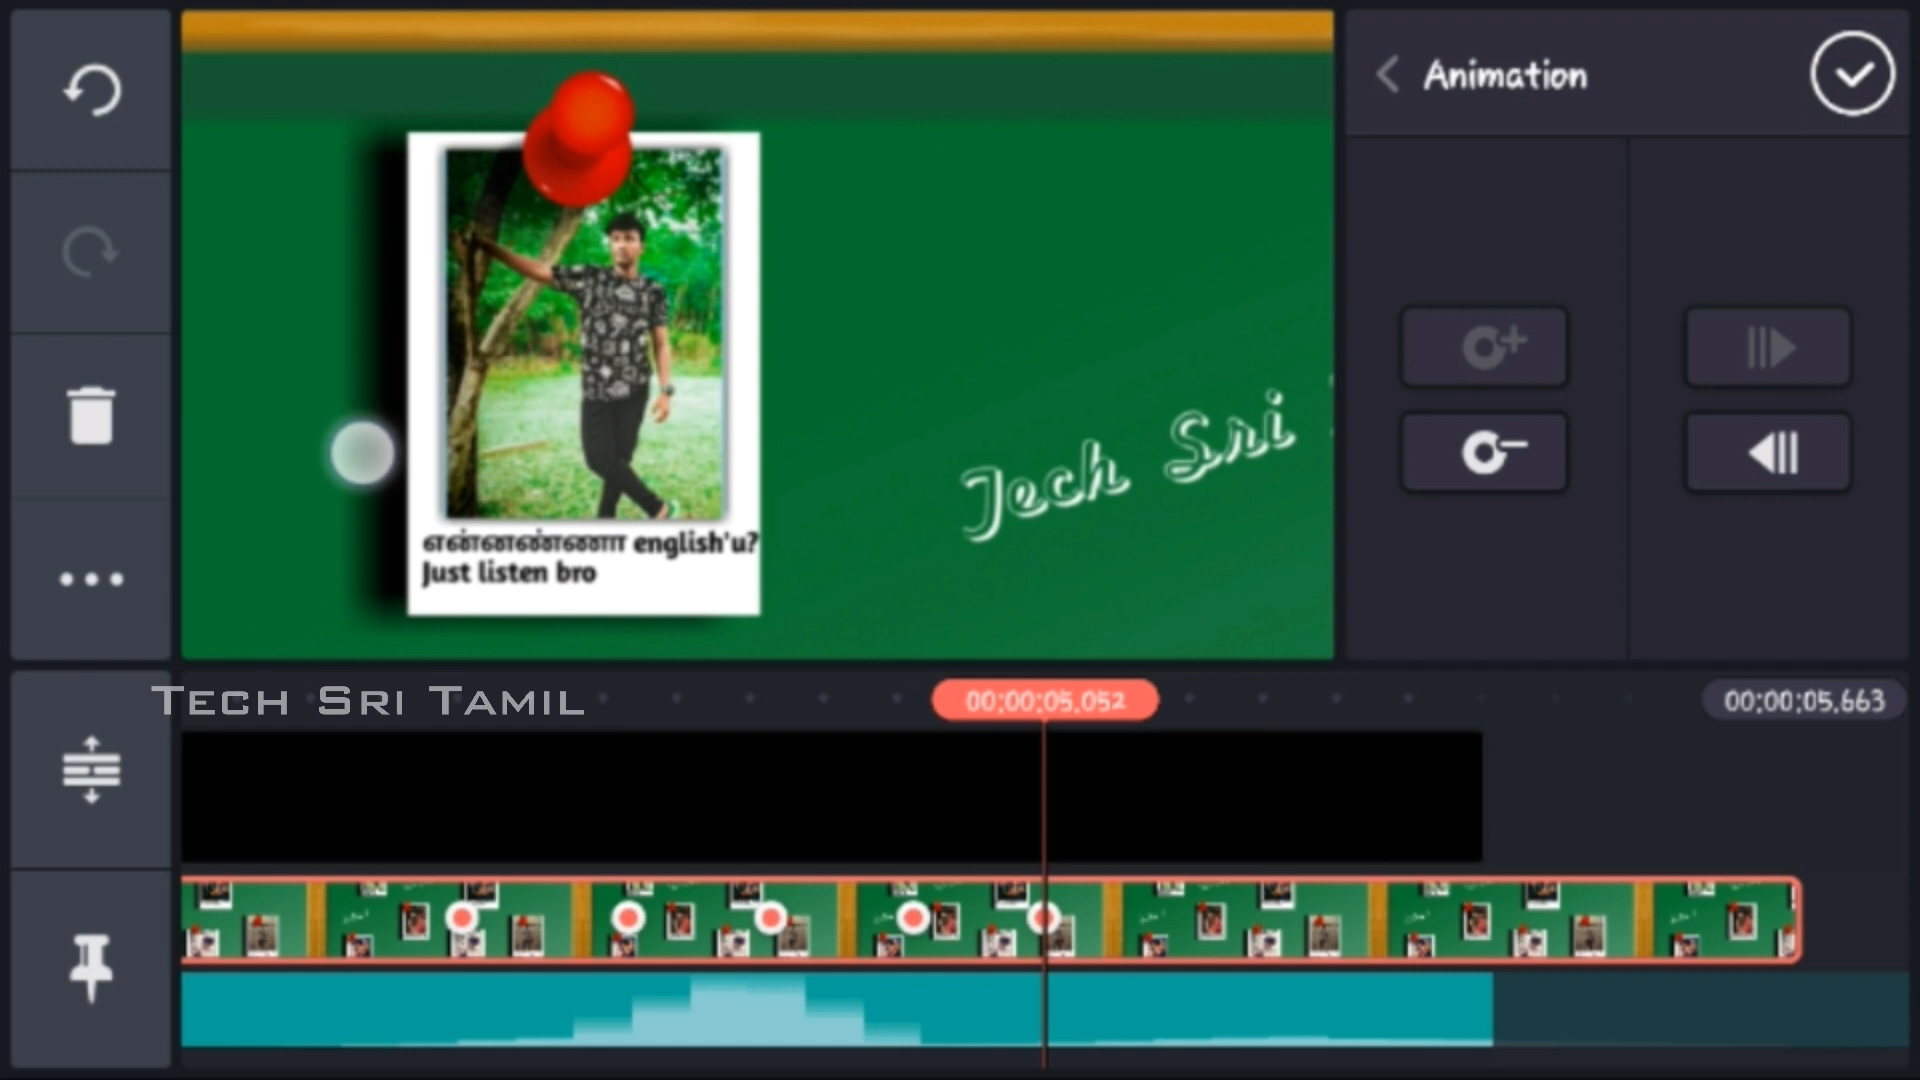 Animation
Tech Sri
என்னண்ணா english'u?
Just listen bro
TECH SRI TAMIL
00:00:05.052
00:00:05.663